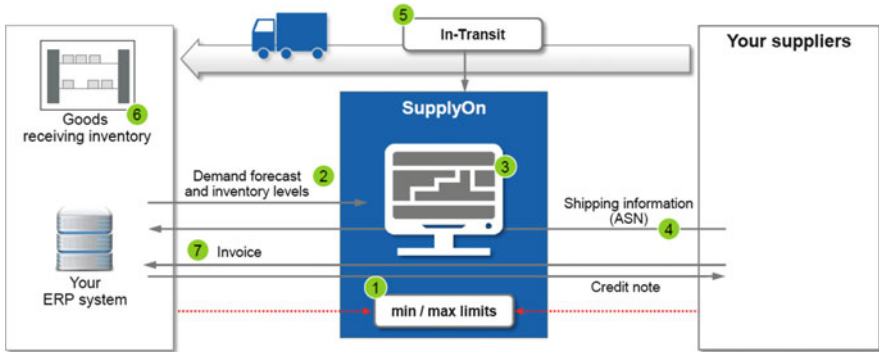 5
In-Transit
Your suppliers
6
Goods
receiving inventory
SupplyOn
3
Demand forecast
and inventory levels
2
Shipping information
(ASN)
4
7
Invoice
Your
ERP system
Credit note
1
min / max limits